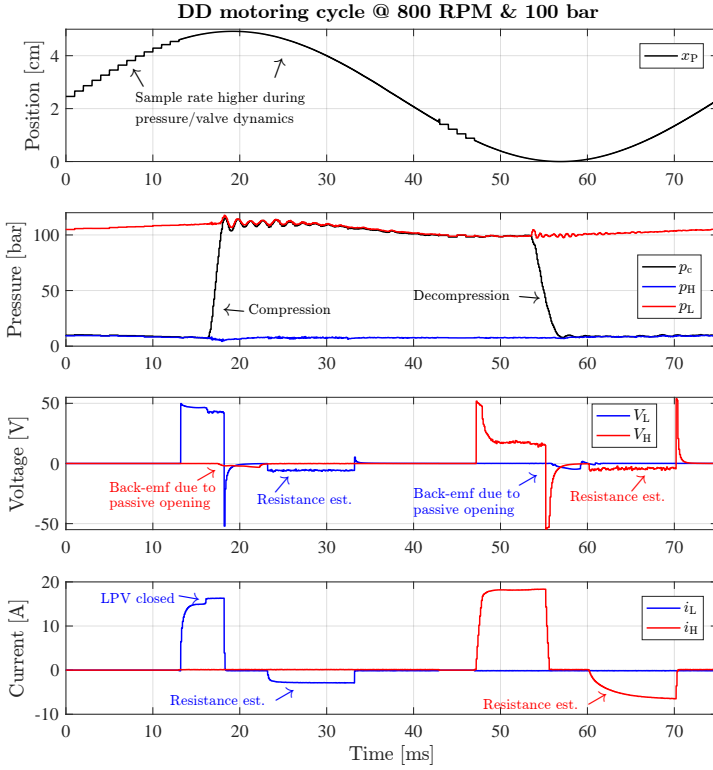 DD motoring cycle @ 800 RPM & 100 bar
Position [cm]
4
2
0
x_P
Sample rate higher during
pressure/valve dynamics
0 10 20 30 40 50 60 70
Pressure [bar]
100
50
0
Compression
Decompression
p_c
p_H
p_L
0 10 20 30 40 50 60 70
Voltage [V]
50
0
-50
V_L
V_H
Back-emf due to
passive opening
Resistance est.
Back-emf due to
passive opening
Resistance est.
0 10 20 30 40 50 60 70
Current [A]
20
10
0
-10
LPV closed
i_L
i_H
Resistance est.
Resistance est.
0 10 20 30 40 50 60 70
Time [ms]